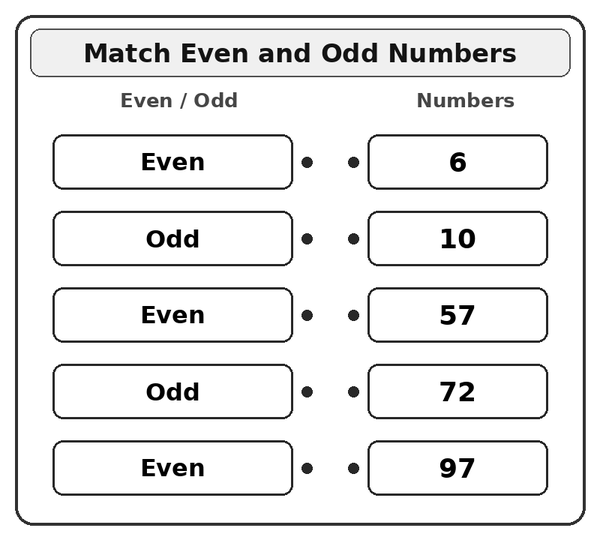 Match Even and Odd Numbers
Even / Odd Numbers
Even 6
Odd 10
Even 57
Odd 72
Even 97